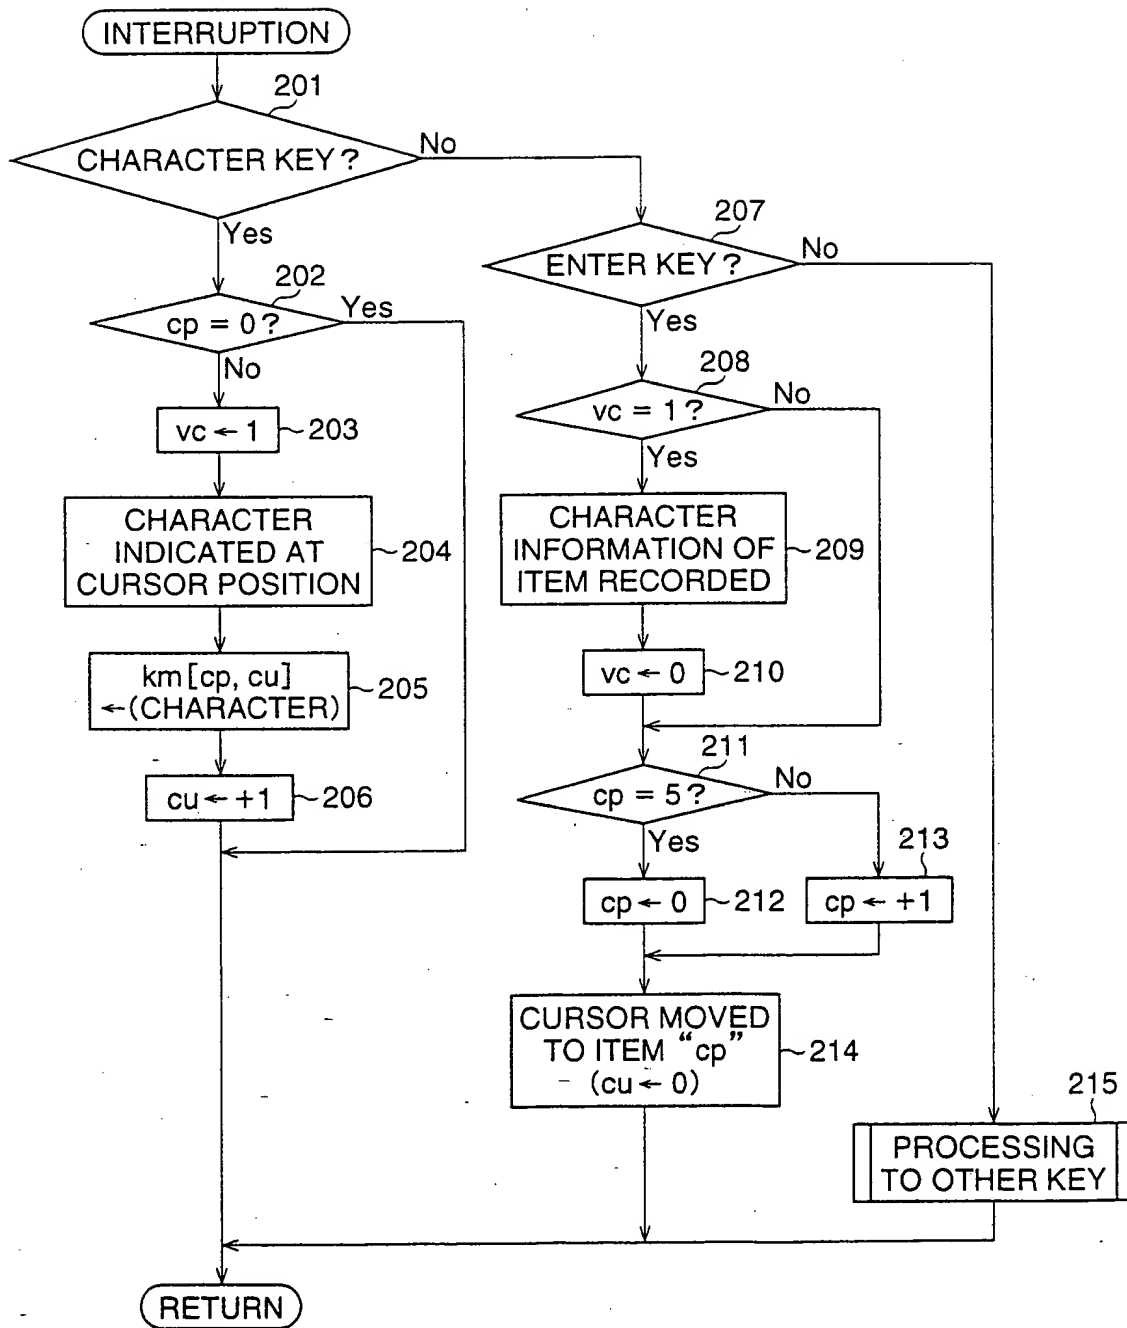 INTERRUPTION
201
CHARACTER KEY?
No
Yes
202
cp = 0?
Yes
No
vc ← 1
203
CHARACTER
INDICATED AT
CURSOR POSITION
204
km[cp, cu]
←(CHARACTER)
205
cu ← +1
206
207
ENTER KEY?
No
Yes
208
vc = 1?
No
Yes
CHARACTER
INFORMATION OF
ITEM RECORDED
209
vc ← 0
210
211
cp = 5?
No
Yes
213
cp ← 0
212
cp ← +1
CURSOR MOVED
TO ITEM “cp”
(cu ← 0)
214
215
PROCESSING
TO OTHER KEY
RETURN